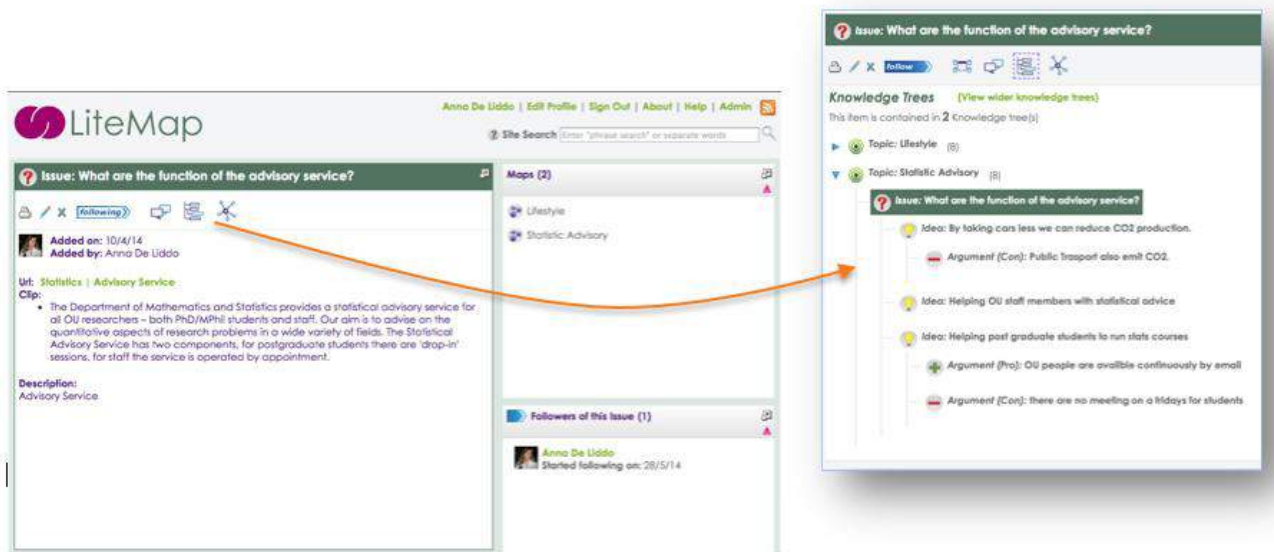 LiteMap
Anna De Liddo | Edit Profile | Sign Out | About | Help | Admin
Site Search Enter "phrase search" or separate words
Issue: What are the function of the advisory service?
following
Added on: 10/4/14
Added by: Anna De Liddo
Url: Statistics | Advisory Service
Clip:
• The Department of Mathematics and Statistics provides a statistical advisory service for
all OU researchers – both PhD/MPhil students and staff. Our aim is to advise on the
quantitative aspects of research problems in a wide variety of fields. The Statistical
Advisory Service has two components, for postgraduate students there are 'drop-in'
sessions, for staff the service is operated by appointment.
Description:
Advisory Service
Maps (2)
Lifestyle
Statistic Advisory
Followers of this Issue (1)
Anna De Liddo
Started following on: 28/5/14
Issue: What are the function of the advisory service?
follow
Knowledge Trees (View wider knowledge trees)
This item is contained in 2 Knowledge tree(s)
Topic: Lifestyle (8)
Topic: Statistic Advisory (8)
Issue: What are the function of the advisory service?
Idea: By taking cars less we can reduce CO2 production.
Argument (Con): Public Trasport also emit CO2.
Idea: Helping OU staff members with statistical advice
Idea: Helping post graduate students to run stats courses
Argument (Pro): OU people are availble continuously by email
Argument (Con): there are no meeting on a fridays for students